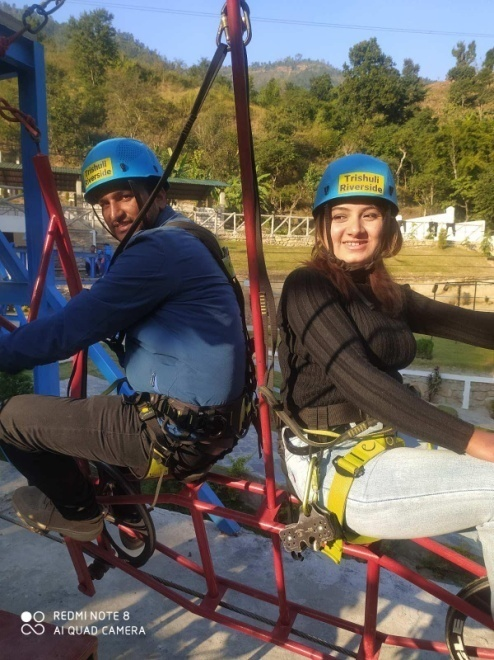 Trishuli
Riverside
Trishuli
Riverside
REDMI NOTE 8
AI QUAD CAMERA